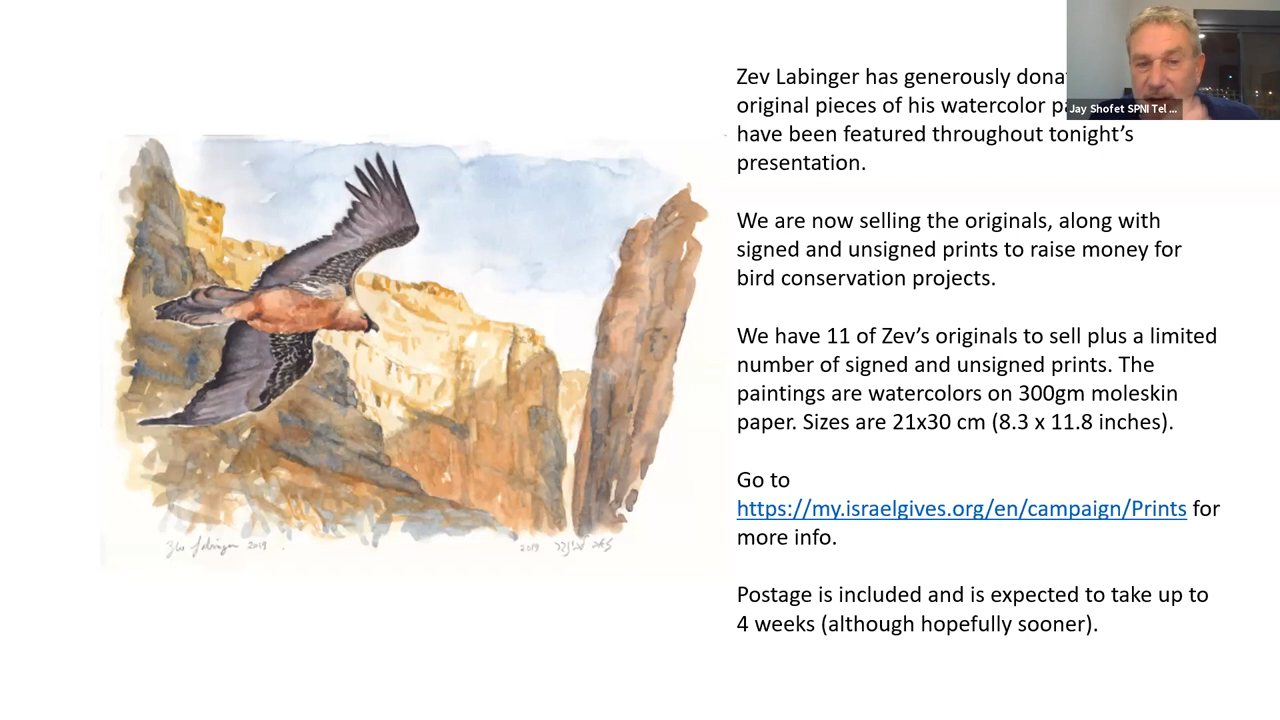 Zev Labinger has generously
original pieces of his watercolor
have been featured throughout tonight’s
presentation.
We are now selling the originals, along with
signed and unsigned prints to raise money for
bird conservation projects.
We have 11 of Zev’s originals to sell plus a limited
number of signed and unsigned prints. The
paintings are watercolors on 300gm moleskin
paper. Sizes are 21x30 cm (8.3 x 11.8 inches).
Go to
https://my.israelgives.org/en/campaign/Prints for
more info.
Postage is included and is expected to take up to
4 weeks (although hopefully sooner).
Jay Shofet SPNI Tel ...
Zev Labinger 2019
2019 זאב לבינגר